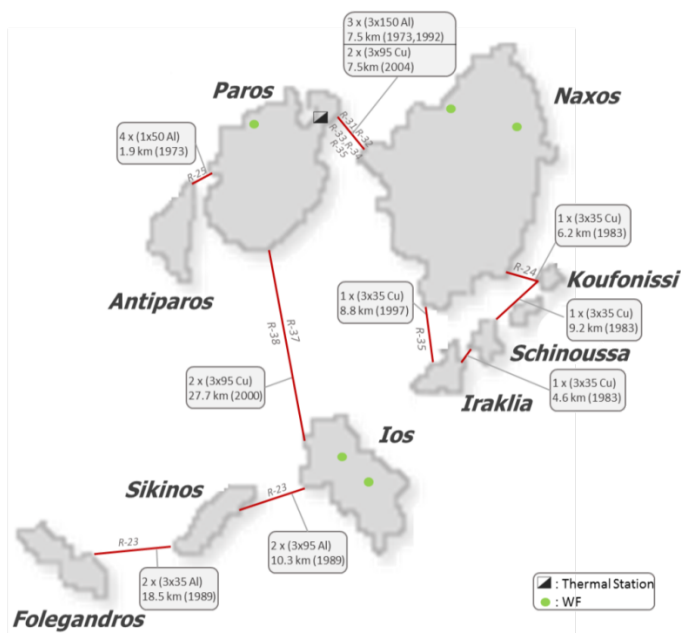 3 x (3x150 Al)
7.5 km (1973,1992)
2 x (3x95 Cu)
7.5km (2004)
Paros
Naxos
4 x (1x50 Al)
1.9 km (1973)
R-31,R-32
R-33,R-34
R-35
R-25
1 x (3x35 Cu)
6.2 km (1983)
R-24
Koufonissi
Antiparos
1 x (3x35 Cu)
8.8 km (1997)
1 x (3x35 Cu)
9.2 km (1983)
R-37
R-38
R-35
Schinoussa
2 x (3x95 Cu)
27.7 km (2000)
1 x (3x35 Cu)
4.6 km (1983)
Iraklia
Ios
Sikinos
R-23
R-23
2 x (3x95 Al)
10.3 km (1989)
2 x (3x35 Al)
18.5 km (1989)
: Thermal Station
: WF
Folegandros